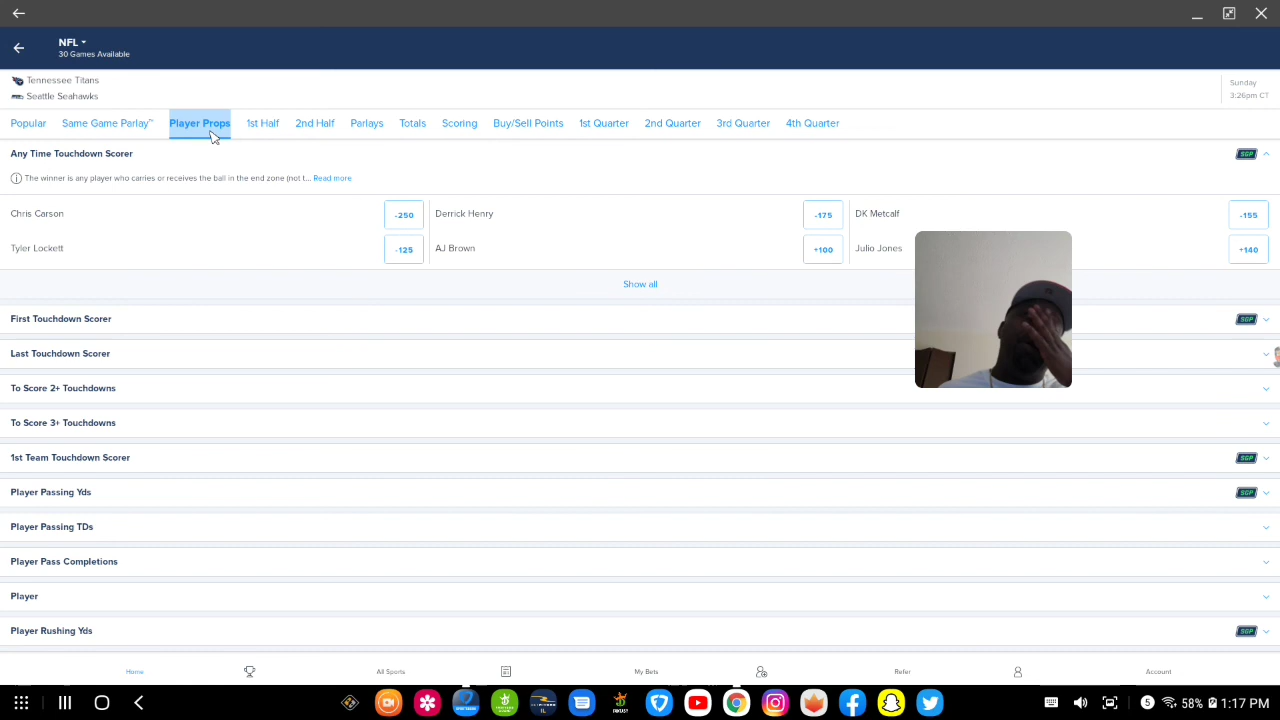 NFL
30 Games Available
Tennessee Titans
Seattle Seahawks
Sunday
3:26pm CT
Popular Same Game Parlay™ Player Props 1st Half 2nd Half Parlays Totals Scoring Buy/Sell Points 1st Quarter 2nd Quarter 3rd Quarter 4th Quarter
Any Time Touchdown Scorer SGP
The winner is any player who carries or receives the ball in the end zone (not t... Read more
Chris Carson -250 Derrick Henry -175 DK Metcalf -155
Tyler Lockett -125 AJ Brown +100 Julio Jones +140
Show all
First Touchdown Scorer SGP
Last Touchdown Scorer
To Score 2+ Touchdowns
To Score 3+ Touchdowns
1st Team Touchdown Scorer SGP
Player Passing Yds SGP
Player Passing TDs
Player Pass Completions
Player
Player Rushing Yds SGP
Home All Sports My Bets Refer Account
5 58% 1:17 PM